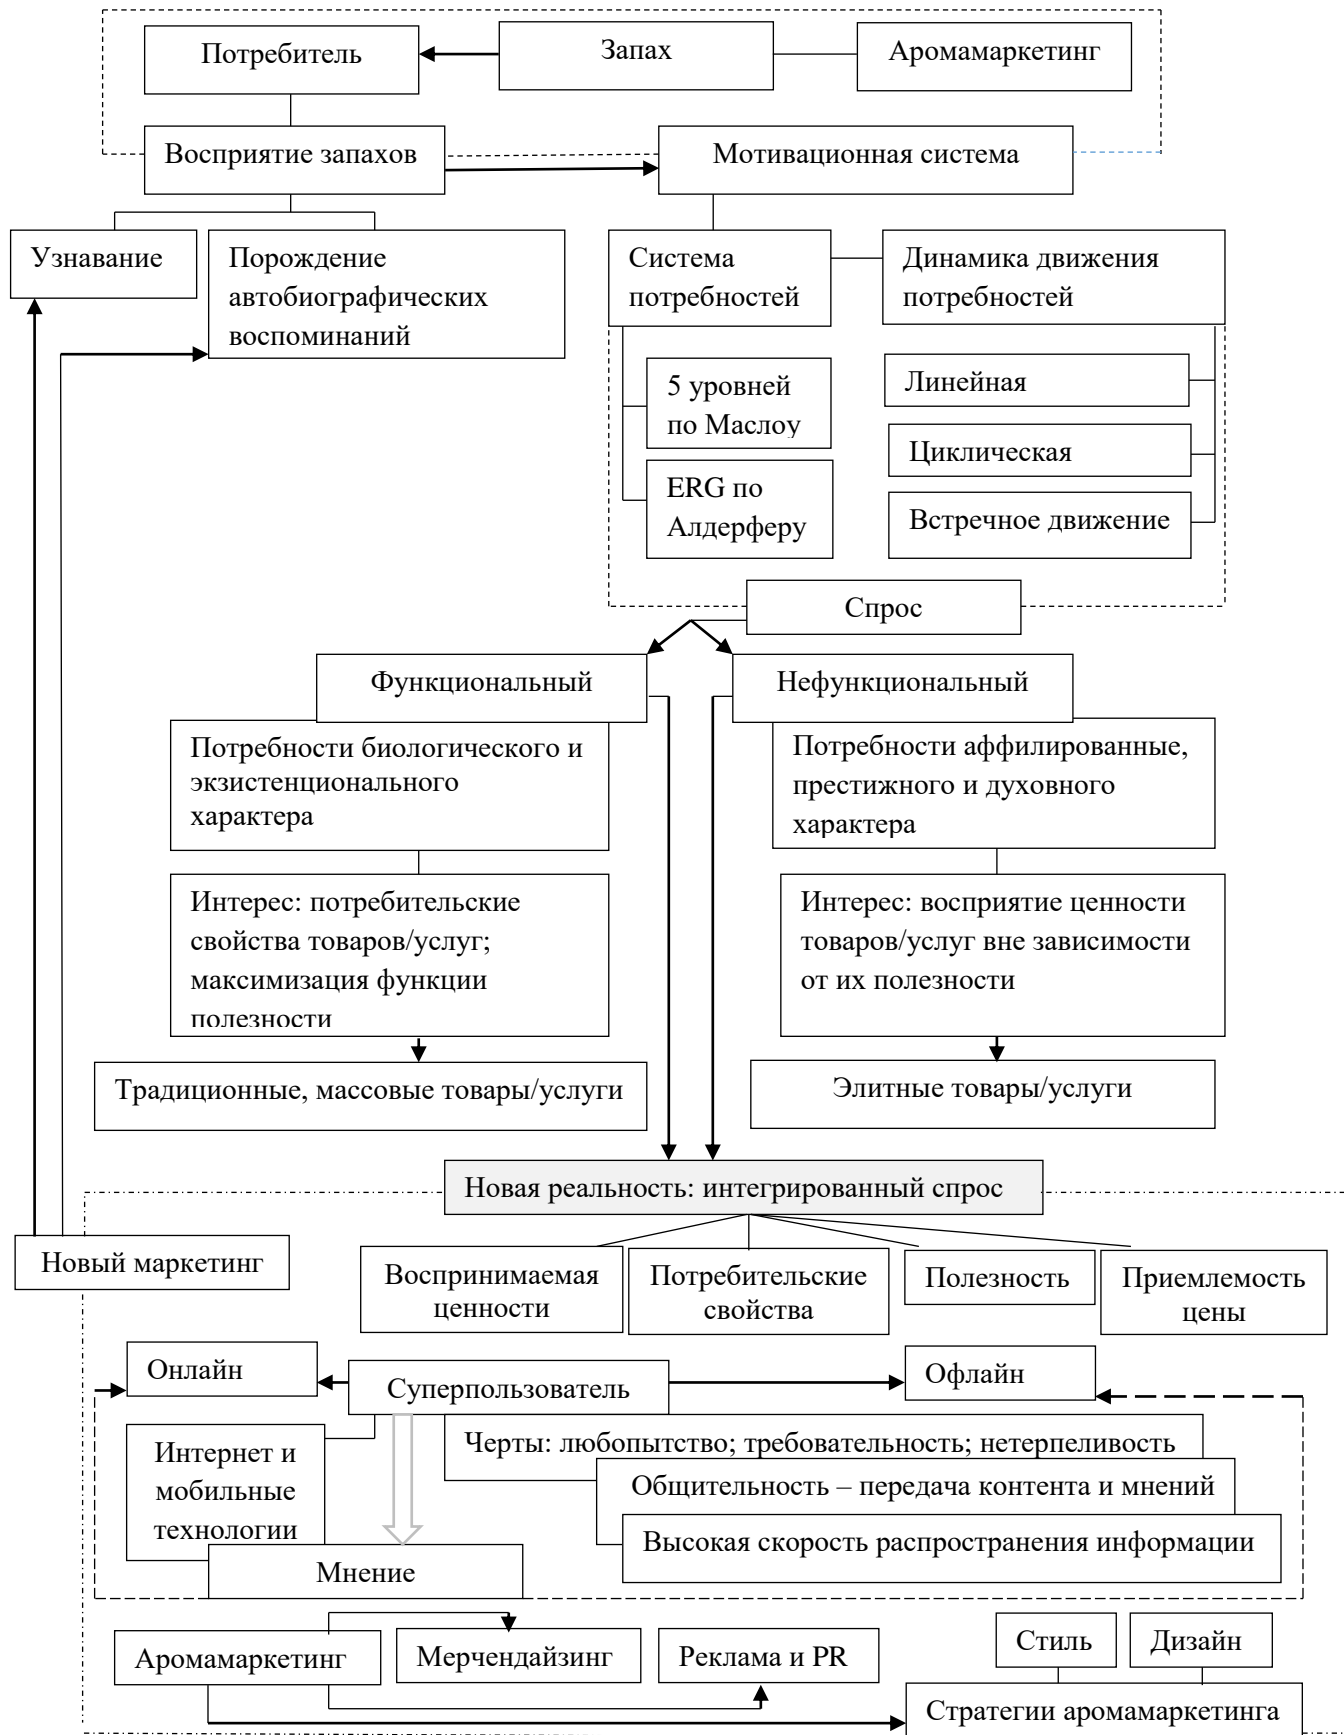 Потребитель
Запах
Аромамаркетинг
Восприятие запахов
Мотивационная система
Узнавание
Порождение
автобиографических
воспоминаний
Система
потребностей
Динамика движения
потребностей
5 уровней
по Маслоу
ERG по
Алдерферу
Линейная
Циклическая
Встречное движение
Спрос
Функциональный
Нефункциональный
Потребности биологического и
экзистенционального
характера
Потребности аффилированные,
престижного и духовного
характера
Интерес: потребительские
свойства товаров/услуг;
максимизация функции
полезности
Интерес: восприятие ценности
товаров/услуг вне зависимости
от их полезности
Традиционные, массовые товары/услуги
Элитные товары/услуги
Новая реальность: интегрированный спрос
Новый маркетинг
Воспринимаемая
ценности
Потребительские
свойства
Полезность
Приемлемость
цены
Онлайн
Суперпользователь
Офлайн
Интернет и
мобильные
технологии
Черты: любопытство; требовательность; нетерпеливость
Общительность – передача контента и мнений
Высокая скорость распространения информации
Мнение
Аромамаркетинг
Мерчендайзинг
Реклама и PR
Стиль
Дизайн
Стратегии аромамаркетинга